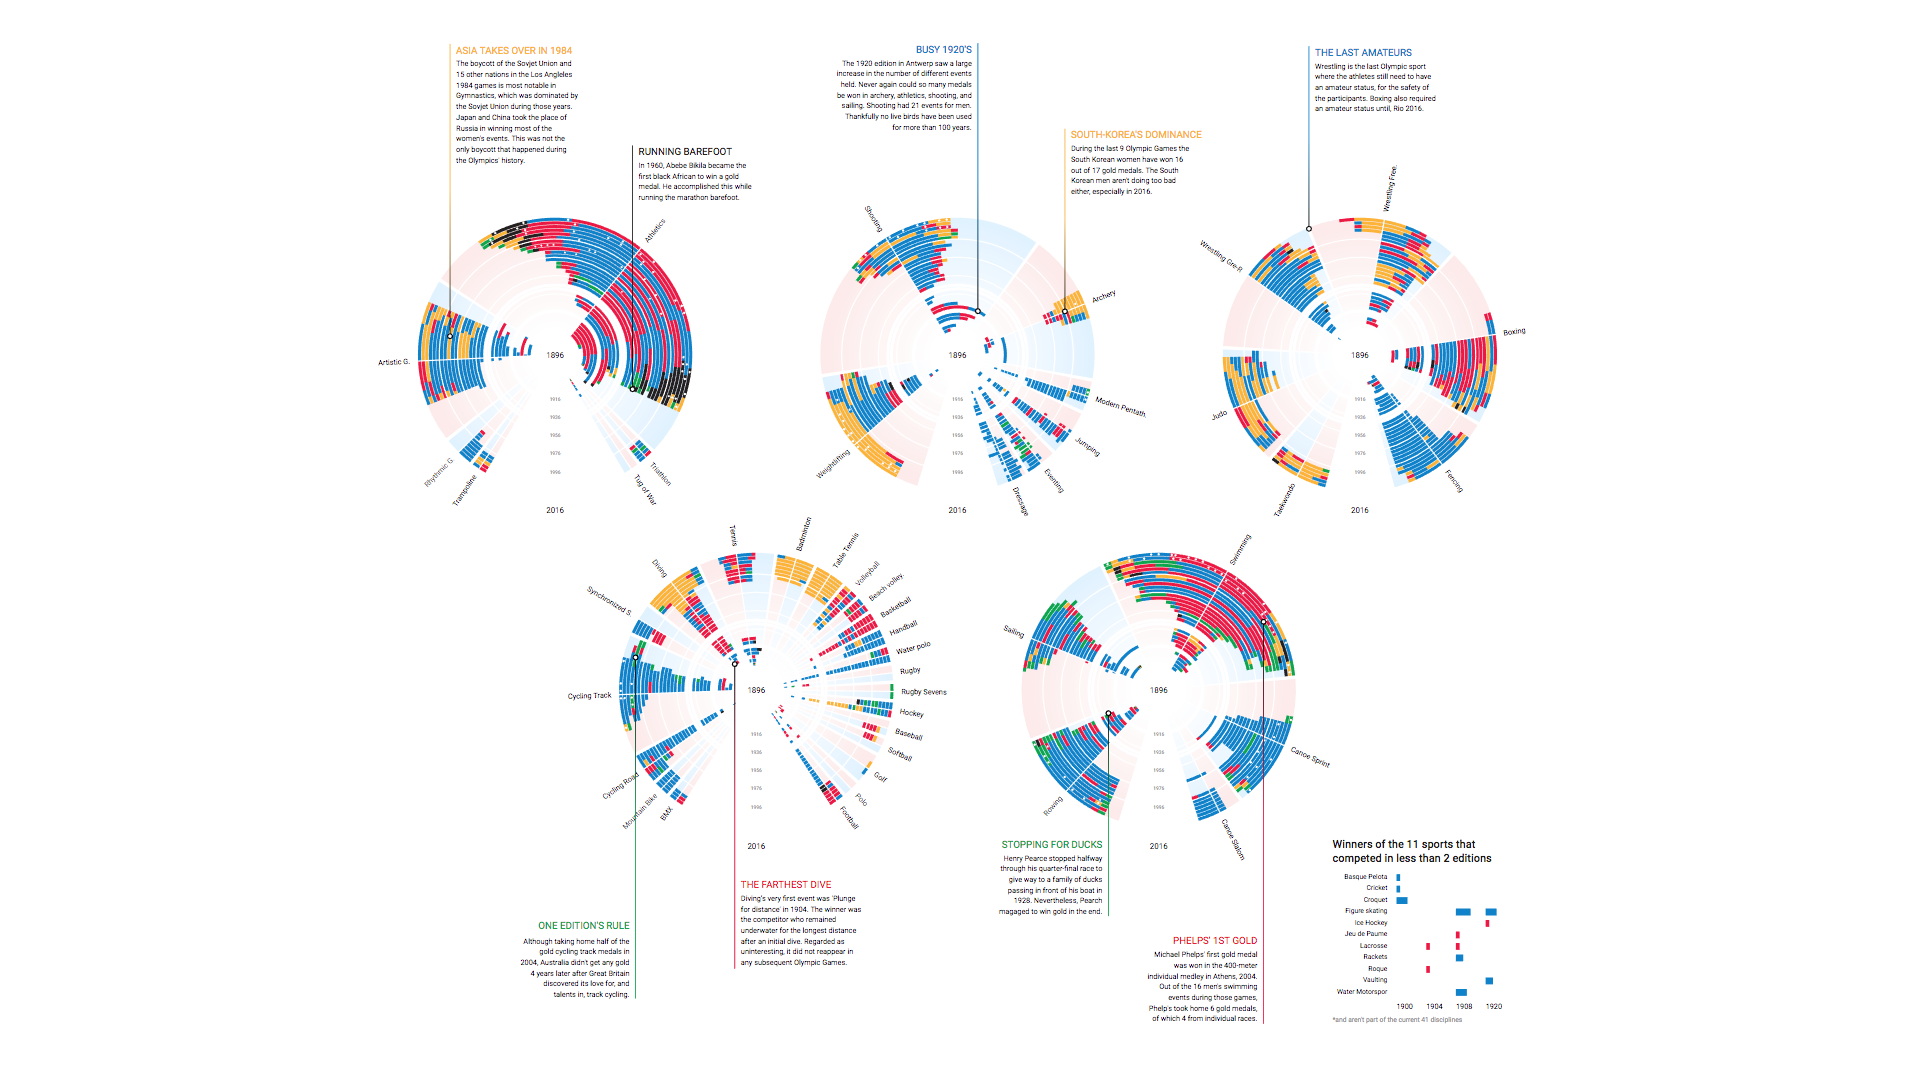 ASIA TAKES OVER IN 1984
The boycott of the Sovjet Union and
15 other nations in the Los Angleles
1984 games is most notable in
Gymnastics, which was dominated by
the Sovjet Union during those years.
Japan and China took the place of
Russia in winning most of the
women's events. This was not the
only boycott that happened during
the Olympics' history.
RUNNING BAREFOOT
In 1960, Abebe Bikila became the
first black African to win a gold
medal. He accomplished this while
running the marathon barefoot.
BUSY 1920'S
The 1920 edition in Antwerp saw a large
increase in the number of different events
held. Never again could so many medals
be won in archery, athletics, shooting, and
sailing. Shooting had 21 events for men.
Thankfully no live birds have been used
for more than 100 years.
SOUTH-KOREA'S DOMINANCE
During the last 9 Olympic Games the
South Korean women have won 16
out of 17 gold medals. The South
Korean men aren't doing too bad
either, especially in 2016.
THE LAST AMATEURS
Wrestling is the last Olympic sport
where the athletes still need to have
an amateur status, for the safety of
the participants. Boxing also required
an amateur status until, Rio 2016.
Athletics
Artistic G.
Rhythmic G.
Trampoline
Tug of War
Triathlon
1896
1916
1936
1956
1976
1996
2016
Shooting
Archery
Modern Pentath.
Jumping
Eventing
Dressage
Weightlifting
1896
1916
1936
1956
1976
1996
2016
Wrestling Free.
Wrestling Gre-R
Boxing
Judo
Taekwondo
Fencing
1896
1916
1936
1956
1976
1996
2016
Tennis
Badminton
Table Tennis
Volleyball
Beach volley.
Basketball
Handball
Water polo
Rugby
Rugby Sevens
Hockey
Baseball
Softball
Golf
Polo
Football
Diving
Synchronized S.
Cycling Track
Cycling Road
Mountain Bike
BMX
1896
1916
1936
1956
1976
1996
2016
Swimming
Sailing
Rowing
Canoe Sprint
Canoe Slalom
1896
1916
1936
1956
1976
1996
2016
ONE EDITION'S RULE
Although taking home half of the
gold cycling track medals in
2004, Australia didn't get any gold
4 years later after Great Britain
discovered its love for, and
talents in, track cycling.
THE FARTHEST DIVE
Diving's very first event was 'Plunge
for distance' in 1904. The winner was
the competitor who remained
underwater for the longest distance
after an initial dive. Regarded as
uninteresting, it did not reappear in
any subsequent Olympic Games.
STOPPING FOR DUCKS
Henry Pearce stopped halfway
through his quarter-final race to
give way to a family of ducks
passing in front of his boat in
1928. Nevertheless, Pearch
magaged to win gold in the end.
PHELPS' 1ST GOLD
Michael Phelps' first gold medal
was won in the 400-meter
individual medley in Athens, 2004.
Out of the 16 men's swimming
events during those games,
Phelp's took home 6 gold medals,
of which 4 from individual races.
Winners of the 11 sports that
competed in less than 2 editions
Basque Pelota
Cricket
Croquet
Figure skating
Ice Hockey
Jeu de Paume
Lacrosse
Rackets
Roque
Vaulting
Water Motorspor
1900 1904 1908 1920
*and aren't part of the current 41 disciplines